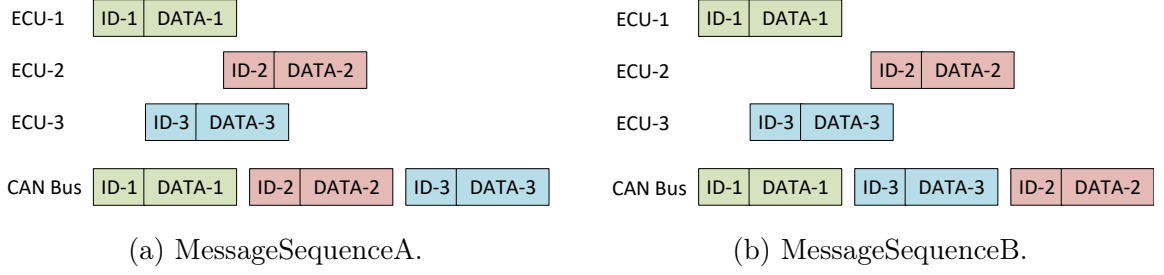 ECU-1 ID-1 DATA-1
ECU-2 ID-2 DATA-2
ECU-3 ID-3 DATA-3
CAN Bus ID-1 DATA-1 ID-2 DATA-2 ID-3 DATA-3
(a) MessageSequenceA.
ECU-1 ID-1 DATA-1
ECU-2 ID-2 DATA-2
ECU-3 ID-3 DATA-3
CAN Bus ID-1 DATA-1 ID-3 DATA-3 ID-2 DATA-2
(b) MessageSequenceB.